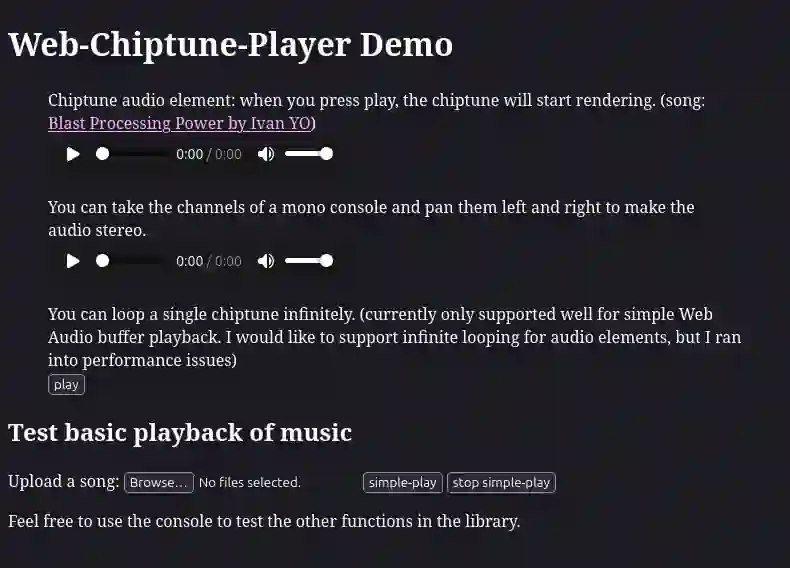 Web-Chiptune-Player Demo
Chiptune audio element: when you press play, the chiptune will start rendering. (song:
Blast Processing Power by Ivan YO)
0:00 / 0:00
You can take the channels of a mono console and pan them left and right to make the
audio stereo.
0:00 / 0:00
You can loop a single chiptune infinitely. (currently only supported well for simple Web
Audio buffer playback. I would like to support infinite looping for audio elements, but I ran
into performance issues)
play
Test basic playback of music
Upload a song: Browse... No files selected. simple-play stop simple-play
Feel free to use the console to test the other functions in the library.